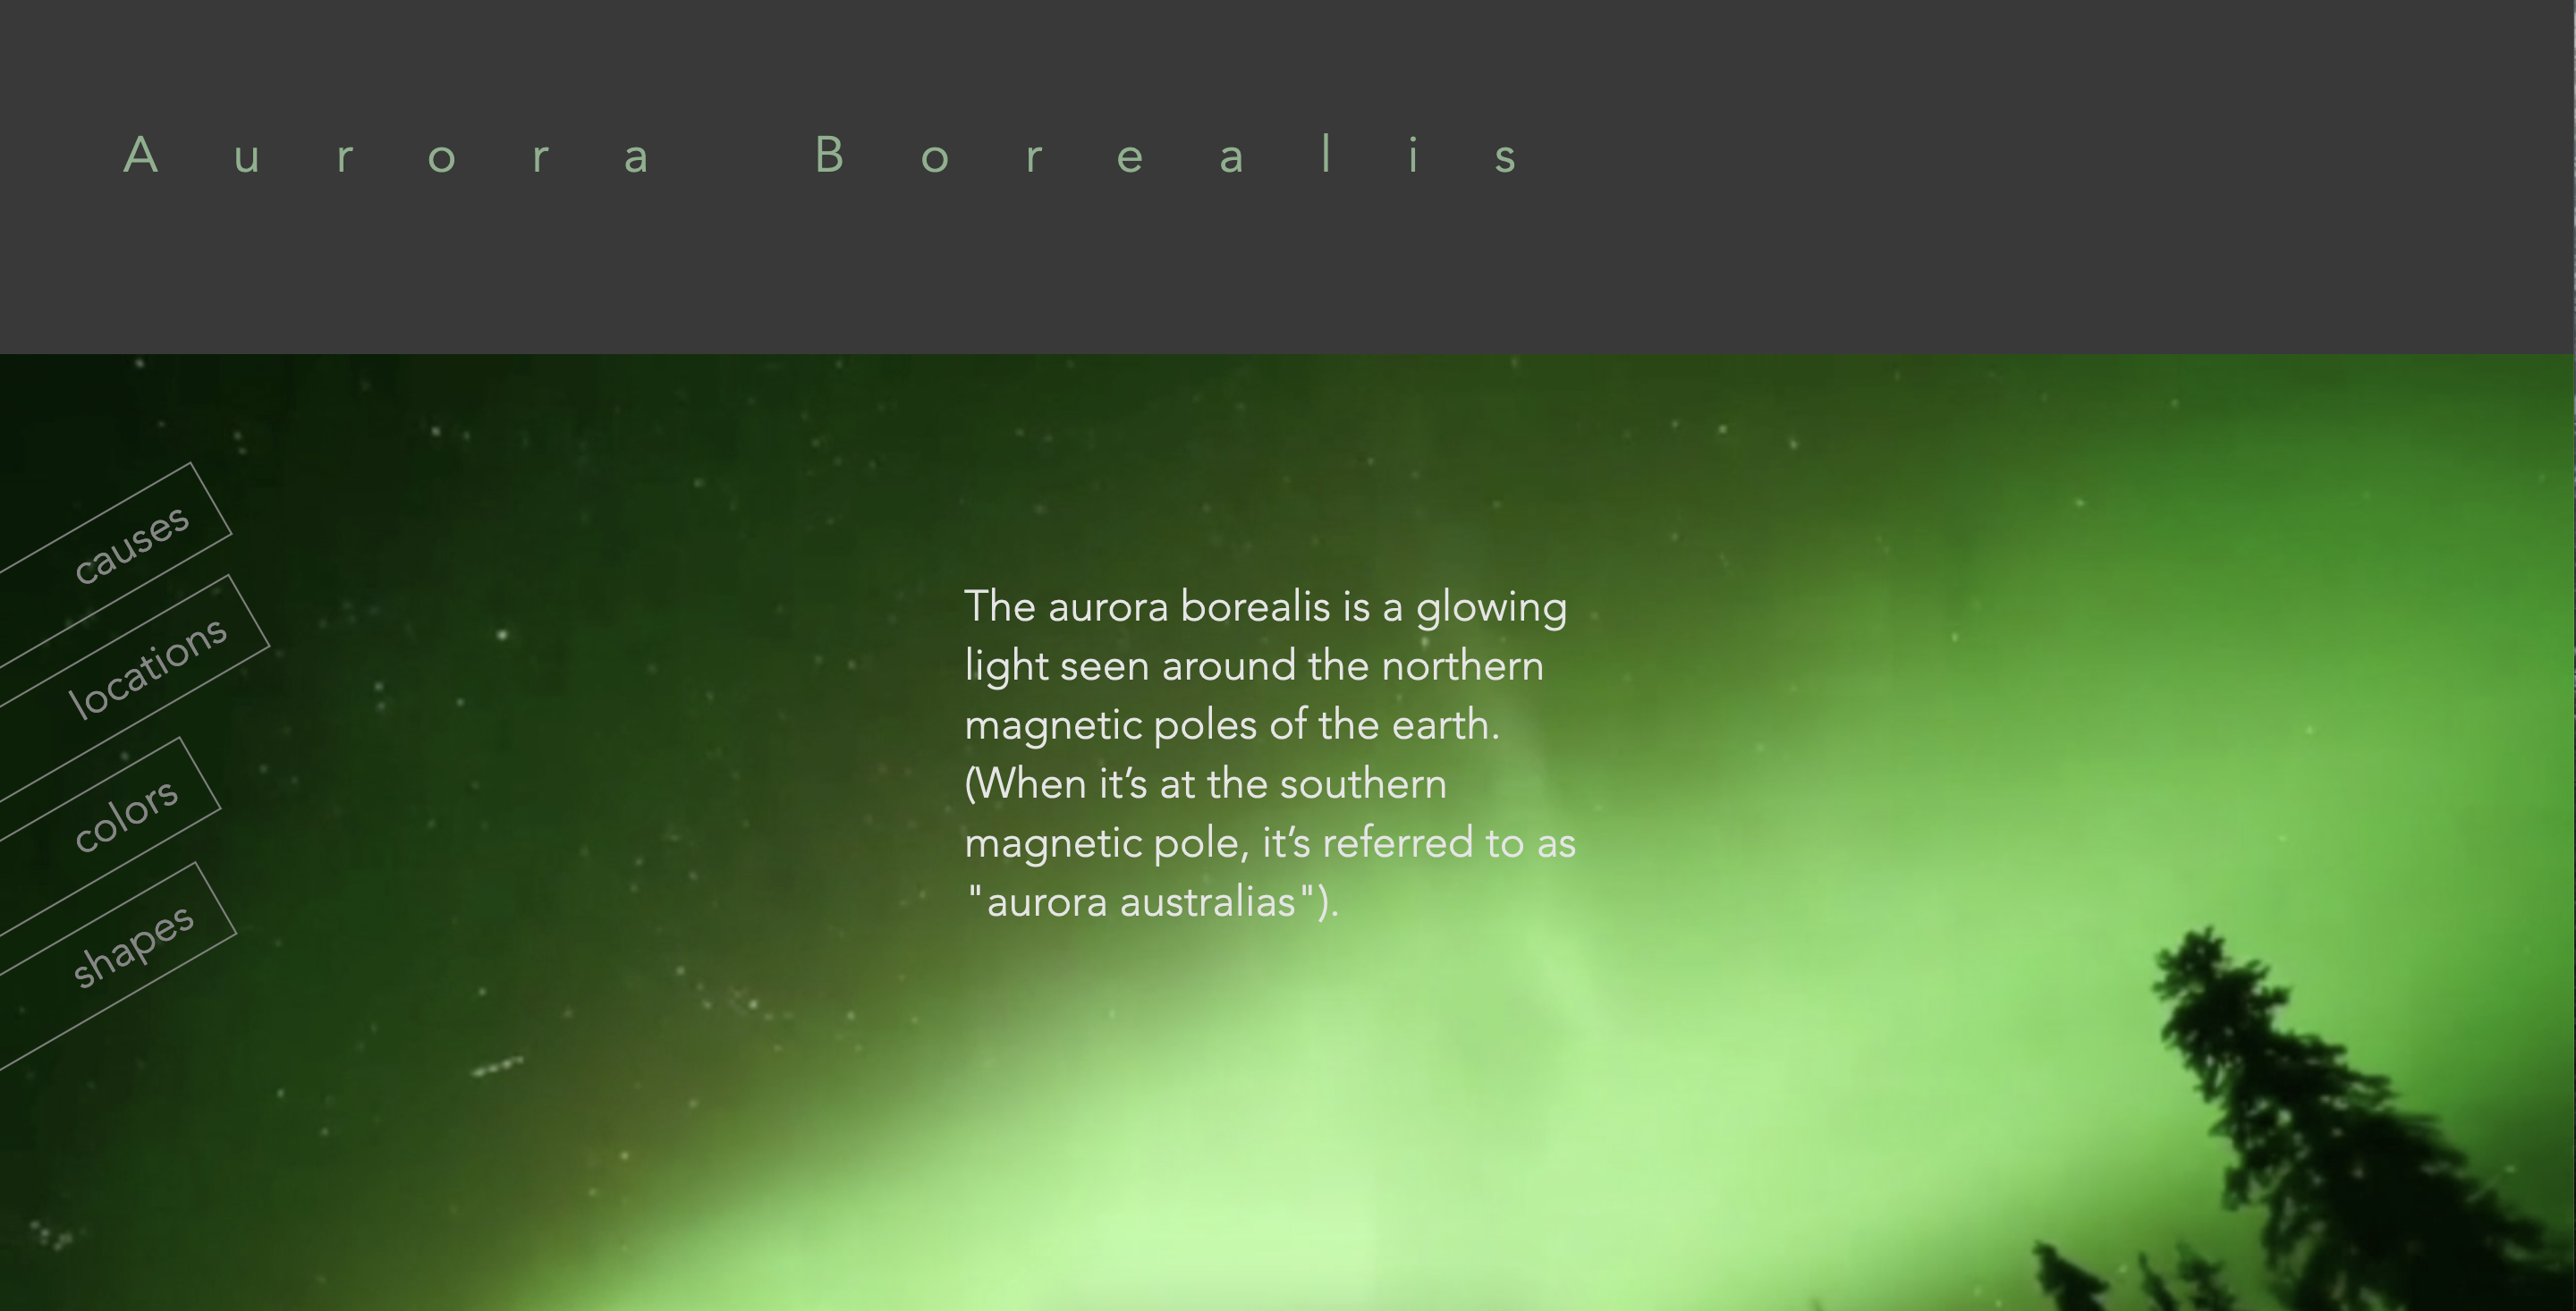 Aurora Borealis
causes
locations
colors
shapes
The aurora borealis is a glowing
light seen around the northern
magnetic poles of the earth.
(When it’s at the southern
magnetic pole, it’s referred to as
"aurora australias").